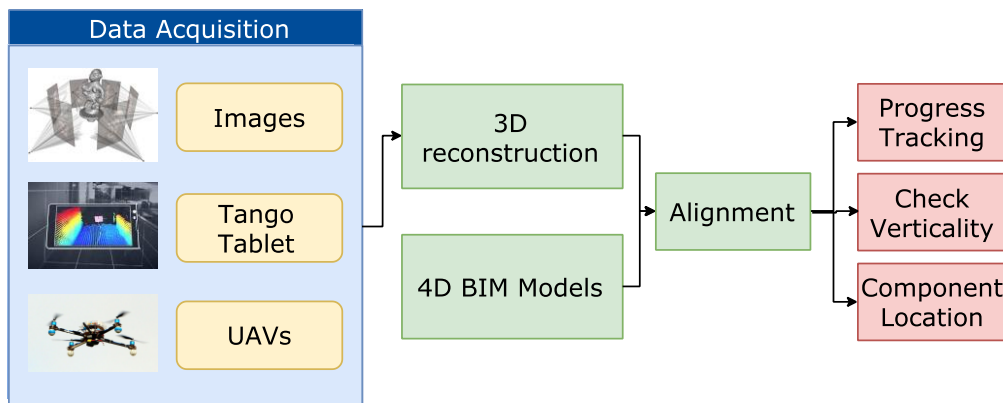 Data Acquisition
Images
Tango
Tablet
UAVs
3D
reconstruction
4D BIM Models
Alignment
Progress
Tracking
Check
Verticality
Component
Location